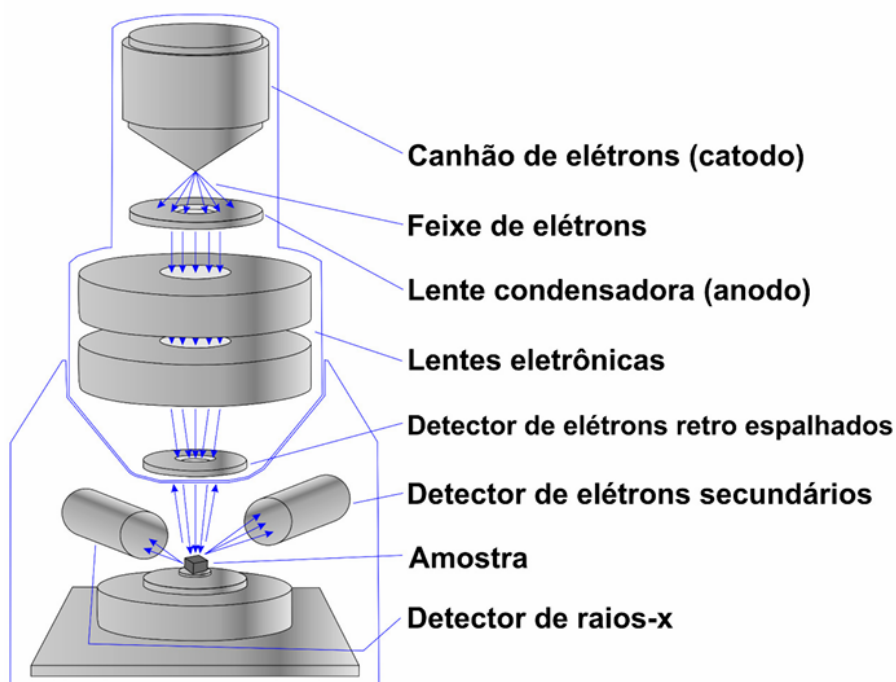 Canhão de elétrons (catodo)
Feixe de elétrons
Lente condensadora (anodo)
Lentes eletrônicas
Detector de elétrons retro espalhados
Detector de elétrons secundários
Amostra
Detector de raios-x